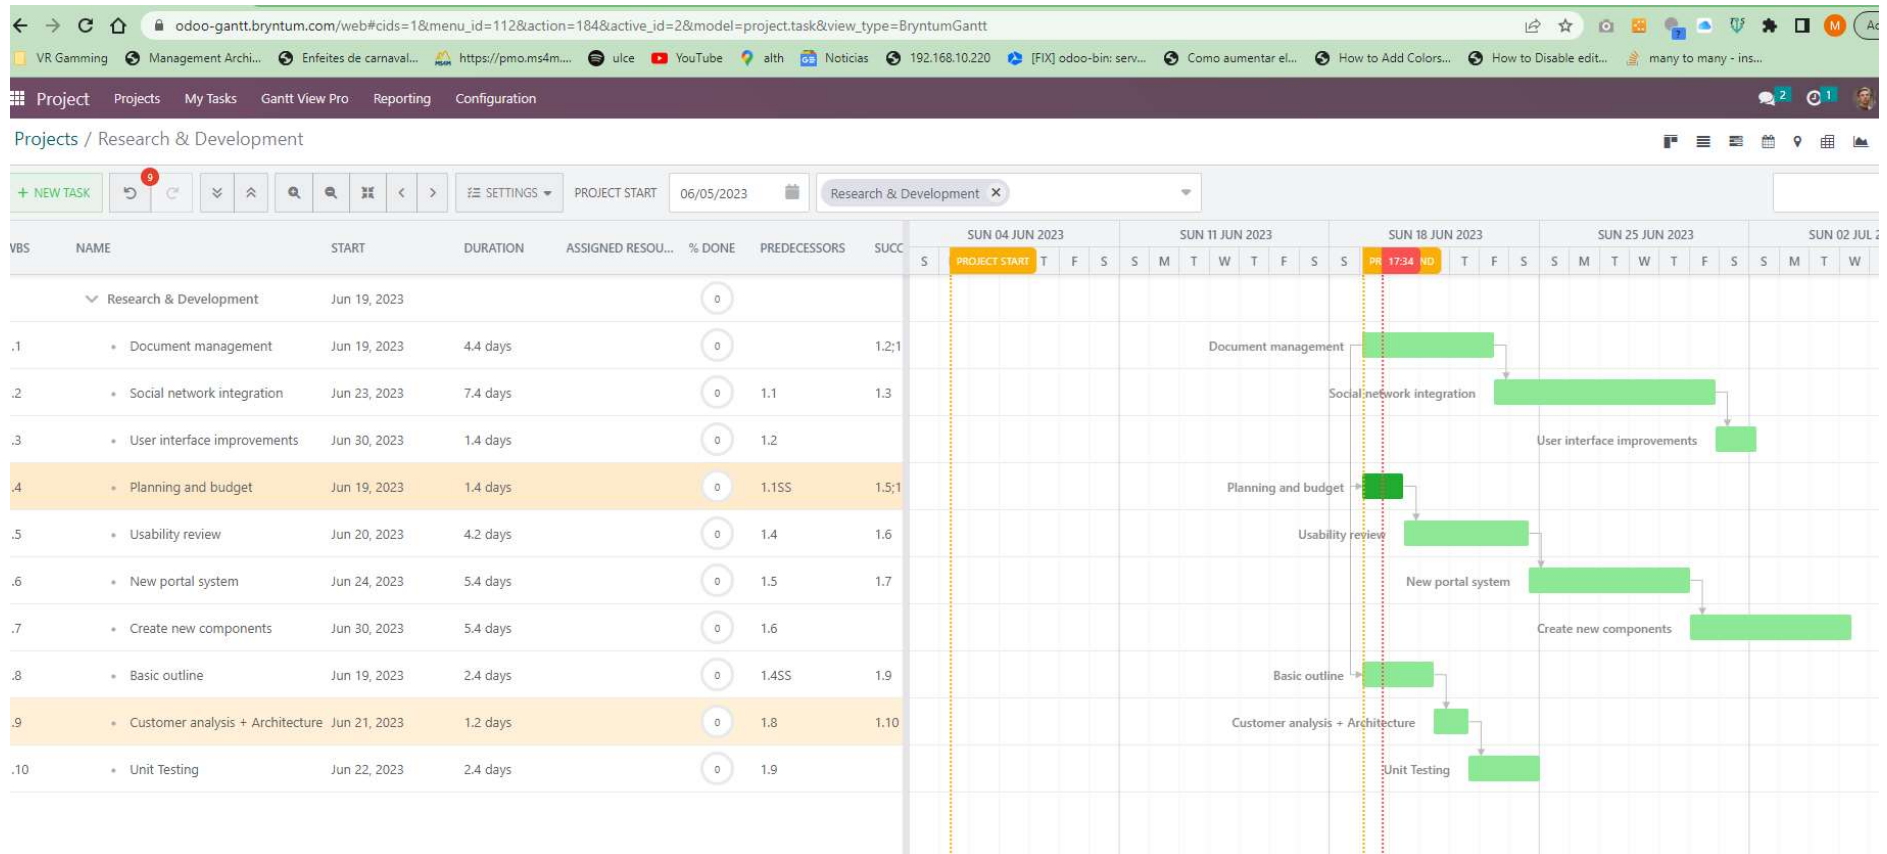 odoo-gantt.bryntum.com/web#cids=1&menu_id=112&action=184&active_id=2&model=project.task&view_type=BryntumGantt
VR Gamming Management Archi... Enfeites de carnaval... https://pmo.ms4m.... ulce YouTube alth Noticias 192.168.10.220 [FIX] odoo-bin: serv... Como aumentar el... How to Add Colors... How to Disable edit... many to many - ins...
Project Projects My Tasks Gantt View Pro Reporting Configuration 2 1
Projects / Research & Development
+ NEW TASK 9 SETTINGS PROJECT START 06/05/2023 Research & Development ×
WBS NAME START DURATION ASSIGNED RESOU... % DONE PREDECESSORS SUCC
SUN 04 JUN 2023 SUN 11 JUN 2023 SUN 18 JUN 2023 SUN 25 JUN 2023 SUN 02 JUL 2
S PROJECT START T F S S M T W T F S S PR 17:34 ND T F S S M T W T F S S M T W
Research & Development Jun 19, 2023 0
.1 Document management Jun 19, 2023 4.4 days 0 1.2;1 Document management
.2 Social network integration Jun 23, 2023 7.4 days 0 1.1 1.3 Social network integration
.3 User interface improvements Jun 30, 2023 1.4 days 0 1.2 User interface improvements
.4 Planning and budget Jun 19, 2023 1.4 days 0 1.1SS 1.5;1 Planning and budget
.5 Usability review Jun 20, 2023 4.2 days 0 1.4 1.6 Usability review
.6 New portal system Jun 24, 2023 5.4 days 0 1.5 1.7 New portal system
.7 Create new components Jun 30, 2023 5.4 days 0 1.6 Create new components
.8 Basic outline Jun 19, 2023 2.4 days 0 1.4SS 1.9 Basic outline
.9 Customer analysis + Architecture Jun 21, 2023 1.2 days 0 1.8 1.10 Customer analysis + Architecture
.10 Unit Testing Jun 22, 2023 2.4 days 0 1.9 Unit Testing